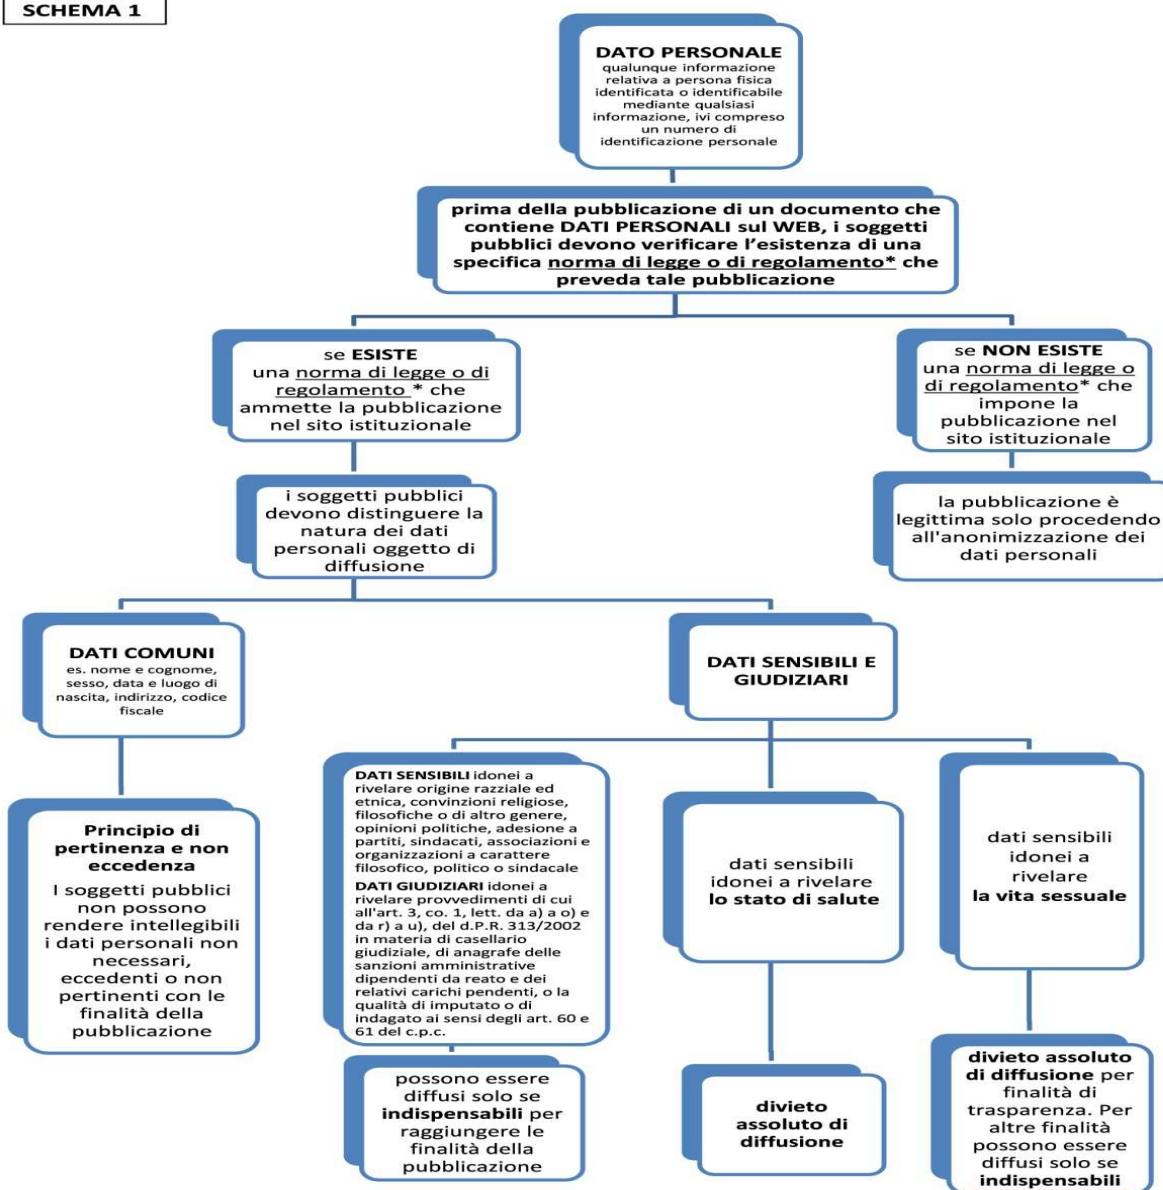 SCHEMA 1
DATO PERSONALE
qualunque informazione
relativa a persona fisica
identificata o identificabile
mediante qualsiasi
informazione, ivi compreso
un numero di
identificazione personale
prima della pubblicazione di un documento che
contiene DATI PERSONALI sul WEB, i soggetti
pubblici devono verificare l'esistenza di una
specifica norma di legge o di regolamento* che
preveda tale pubblicazione
se ESISTE
una norma di legge o di
regolamento * che
ammette la pubblicazione
nel sito istituzionale
se NON ESISTE
una norma di legge o
di regolamento* che
impone la
pubblicazione nel
sito istituzionale
i soggetti pubblici
devono distinguere la
natura dei dati
personali oggetto di
diffusione
la pubblicazione è
legittima solo procedendo
all'anonimizzazione dei
dati personali
DATI COMUNI
es. nome e cognome,
sesso, data e luogo di
nascita, indirizzo, codice
fiscale
DATI SENSIBILI E
GIUDIZIARI
Principio di
pertinenza e non
eccedenza
I soggetti pubblici
non possono
rendere intellegibili
i dati personali non
necessari,
eccedenti o non
pertinenti con le
finalità della
pubblicazione
DATI SENSIBILI idonei a
rivelare origine razziale ed
etnica, convinzioni religiose,
filosofiche o di altro genere,
opinioni politiche, adesione a
partiti, sindacati, associazioni e
organizzazioni a carattere
filosofico, politico o sindacale
DATI GIUDIZIARI idonei a
rivelare provvedimenti di cui
all'art. 3, co. 1, lett. da a) a o) e
da r) a u), del d.P.R. 313/2002
in materia di casellario
giudiziale, di anagrafe delle
sanzioni amministrative
dipendenti da reato e dei
relativi carichi pendenti, o la
qualità di imputato o di
indagato ai sensi degli art. 60 e
61 del c.p.c.
dati sensibili
idonei a rivelare
lo stato di salute
dati sensibili
idonei a
rivelare
la vita sessuale
possono essere
diffusi solo se
indispensabili per
raggiungere le
finalità della
pubblicazione
divieto
assoluto di
diffusione
divieto assoluto
di diffusione per
finalità di
trasparenza. Per
altre finalità
possono essere
diffusi solo se
indispensabili